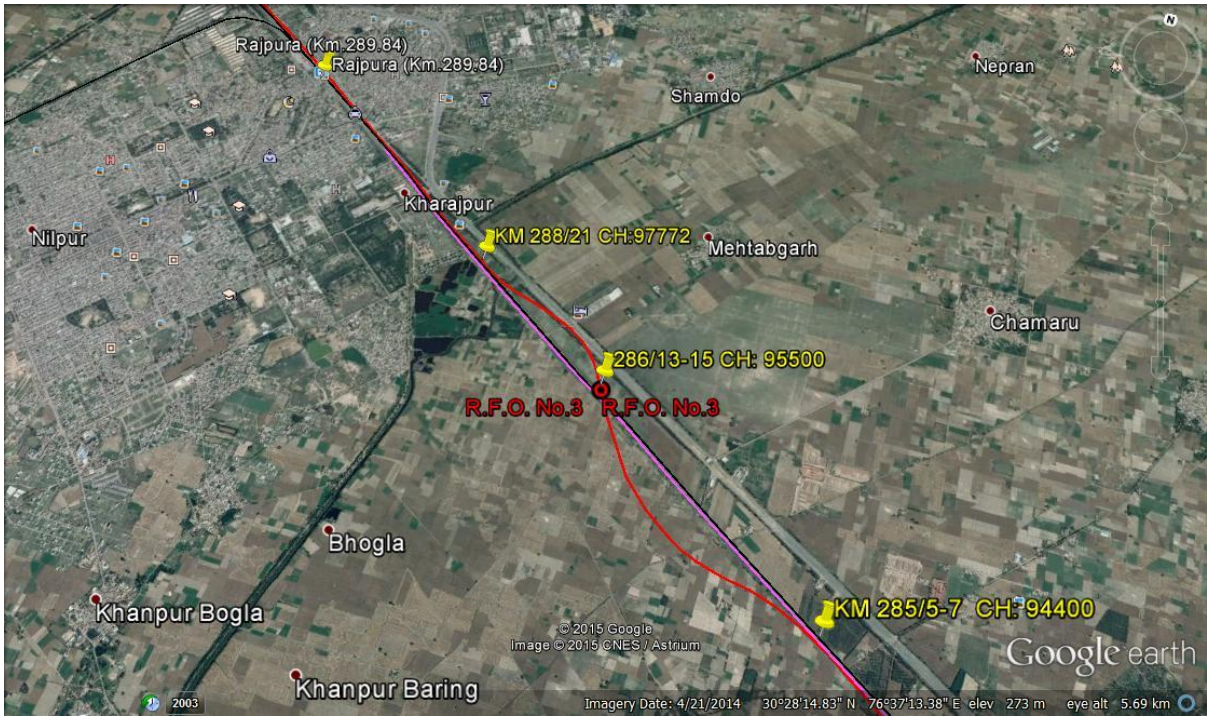 N
Rajpura (Km.289.84)
Rajpura (Km.289.84)
Nepran
Shamdo
H
Kharajpur
H
Nilpur
KM 288/21 CH:97772
Mehtabgarh
Chamaru
286/13-15 CH: 95500
R.F.O. No.3 R.F.O. No.3
Bhogla
Khanpur Bogla
KM 285/5-7 CH: 94400
© 2015 Google
Image © 2015 CNES / Astrium
Google earth
Khanpur Baring
2003
Imagery Date: 4/21/2014 30°28'14.83" N 76°37'13.38" E elev 273 m eye alt 5.69 km